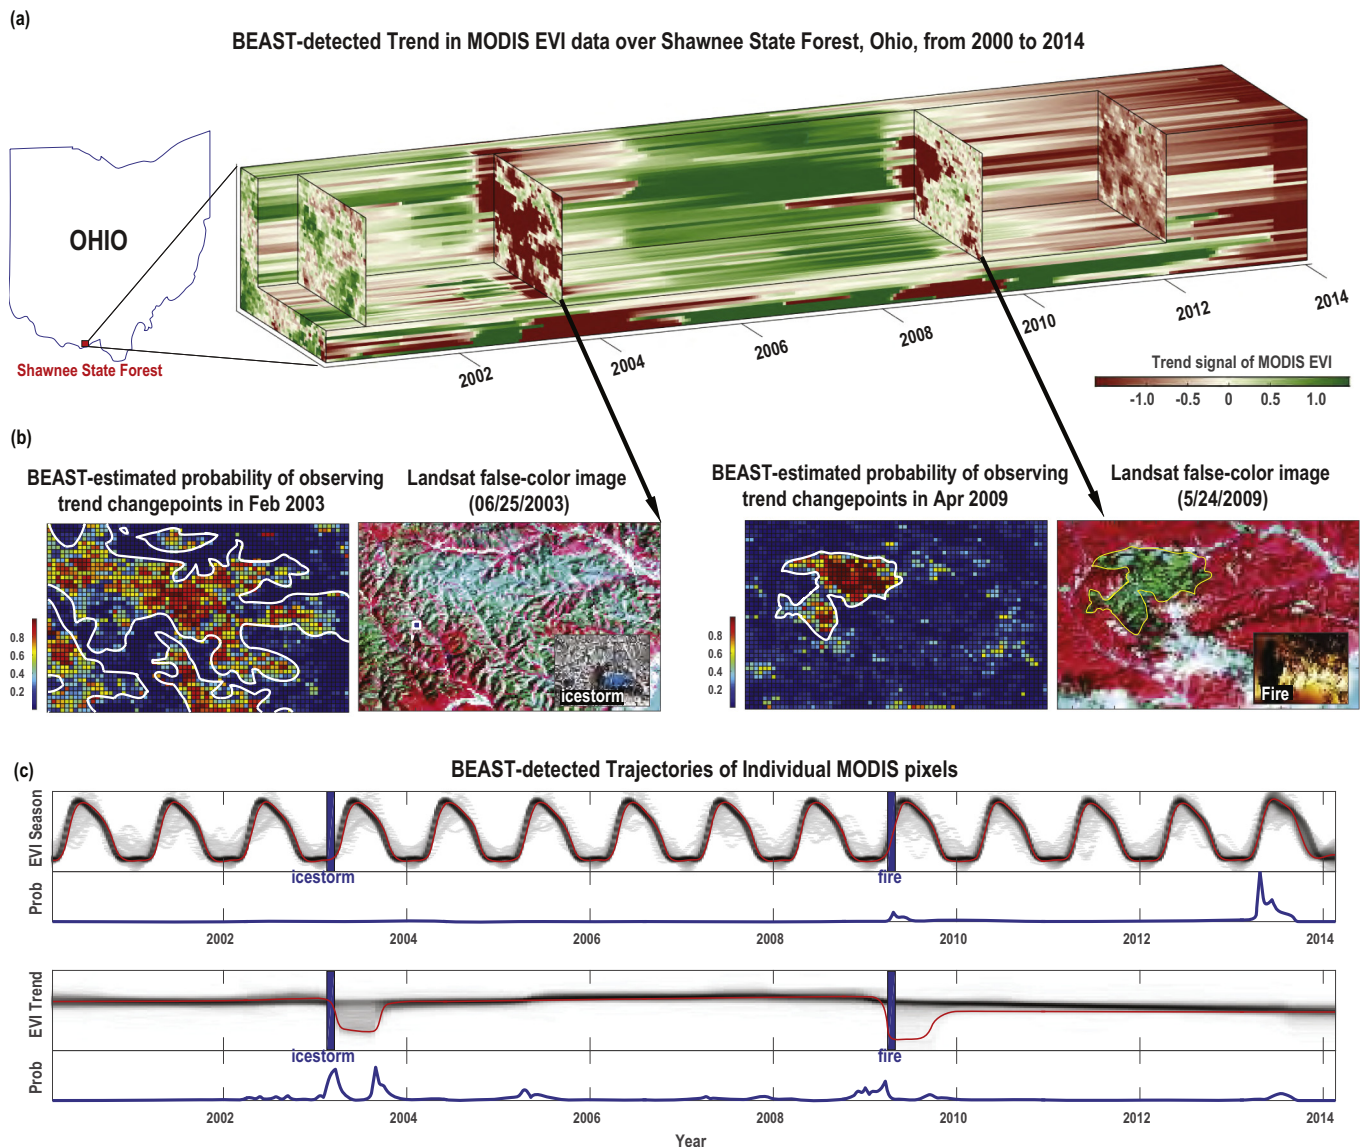 (a)
BEAST-detected Trend in MODIS EVI data over Shawnee State Forest, Ohio, from 2000 to 2014
OHIO
Shawnee State Forest
2002
2004
2006
2008
2010
2012
2014
Trend signal of MODIS EVI
-1.0 -0.5 0 0.5 1.0
(b)
BEAST-estimated probability of observing
trend changepoints in Feb 2003
0.8
0.6
0.4
0.2
Landsat false-color image
(06/25/2003)
icestorm
BEAST-estimated probability of observing
trend changepoints in Apr 2009
0.8
0.6
0.4
0.2
Landsat false-color image
(5/24/2009)
Fire
(c)
BEAST-detected Trajectories of Individual MODIS pixels
EVI Season
icestorm fire
Prob
2002 2004 2006 2008 2010 2012 2014
EVI Trend
icestorm fire
Prob
2002 2004 2006 2008 2010 2012 2014
Year